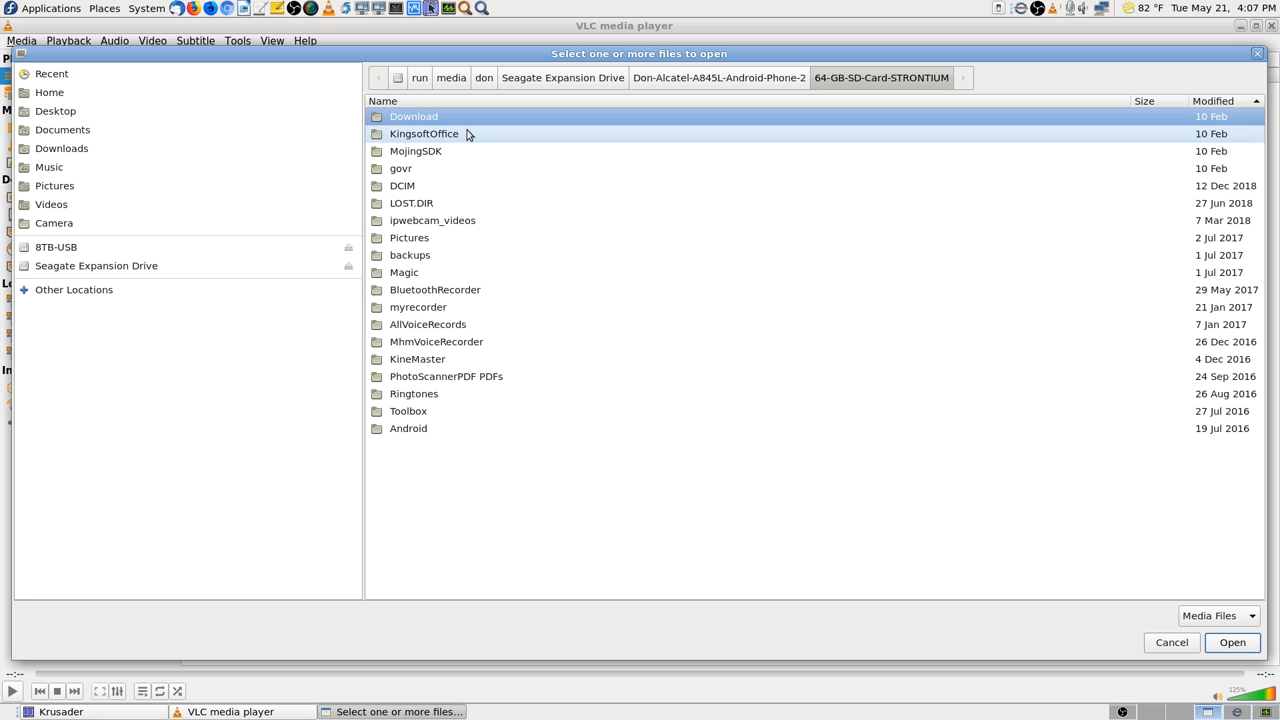 Applications Places System 82 °F Tue May 21, 4:07 PM
VLC media player
Media Playback Audio Video Subtitle Tools View Help
Select one or more files to open
Recent
Home
Desktop
Documents
Downloads
Music
Pictures
Videos
Camera
8TB-USB
Seagate Expansion Drive
Other Locations
run media don Seagate Expansion Drive Don-Alcatel-A845L-Android-Phone-2 64-GB-SD-Card-STRONTIUM
Name Size Modified
Download 10 Feb
KingsoftOffice 10 Feb
MojingSDK 10 Feb
govr 10 Feb
DCIM 12 Dec 2018
LOST.DIR 27 Jun 2018
ipwebcam_videos 7 Mar 2018
Pictures 2 Jul 2017
backups 1 Jul 2017
Magic 1 Jul 2017
BluetoothRecorder 29 May 2017
myrecorder 21 Jan 2017
AllVoiceRecords 7 Jan 2017
MhmVoiceRecorder 26 Dec 2016
KineMaster 4 Dec 2016
PhotoScannerPDF PDFs 24 Sep 2016
Ringtones 26 Aug 2016
Toolbox 27 Jul 2016
Android 19 Jul 2016
Media Files
Cancel Open
--:-- --:--
125%
Krusader VLC media player Select one or more files...